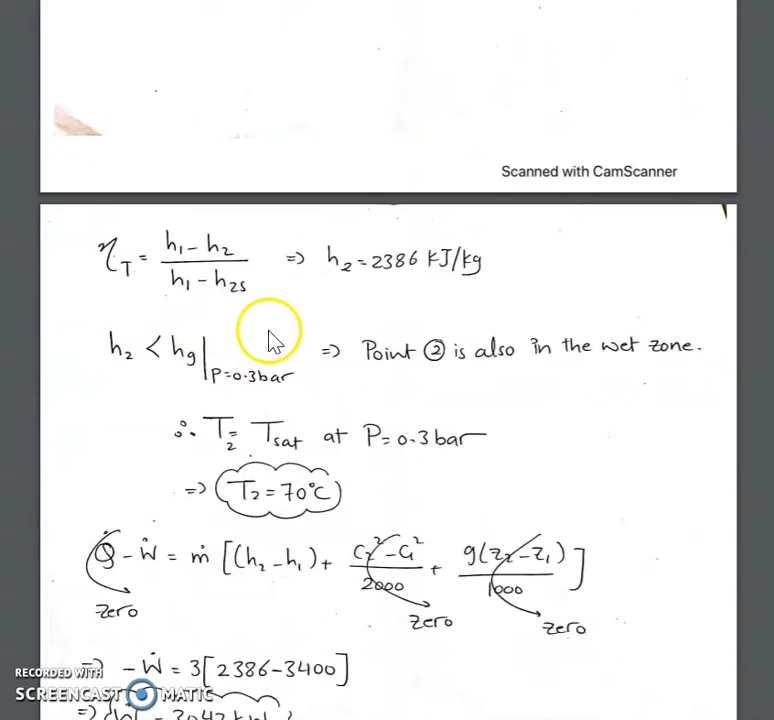 Scanned with CamScanner
η_T = (h₁ - h₂) / (h₁ - h₂s) => h₂ = 2386 KJ/kg
h₂ < hg|P=0.3bar => Point ② is also in the wet zone.
∴ T₂ = Tsat at P = 0.3 bar
=> T₂ = 70°C
Q̇ - Ẇ = ṁ [(h₂ - h₁) + (C₂² - C₁²) / 2000 + g(Z₂ - Z₁) / 1000]
zero
zero
zero
=> - Ẇ = 3[2386 - 3400]
RECORDED WITH
SCREENCAST MATIC